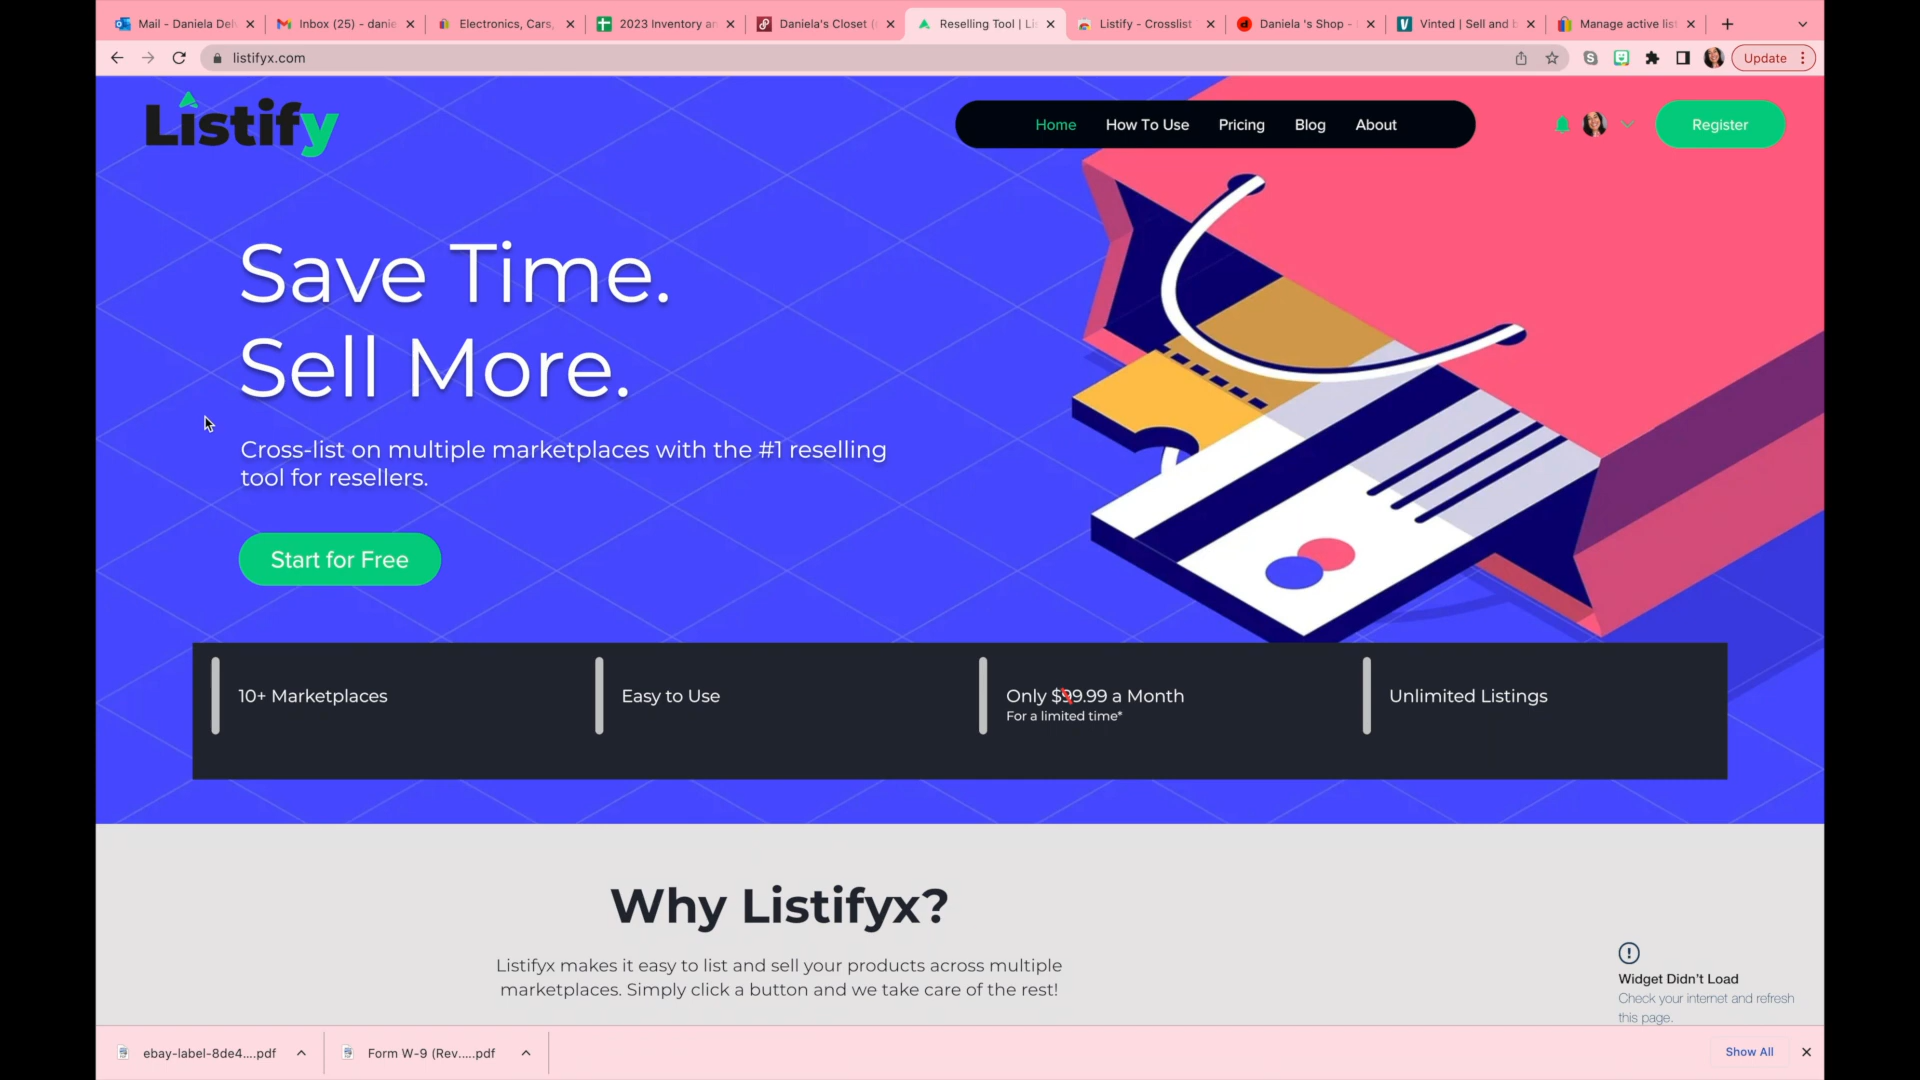 Mail - Daniela Del
Inbox (25) - danie
Electronics, Cars,
2023 Inventory a
Daniela's Closet (
Reselling Tool | Li
Listify - Crosslist
Daniela 's Shop -
Vinted | Sell and b
Manage active list
listifyx.com
Update
Listify
Home
How To Use
Pricing
Blog
About
Register
Save Time.
Sell More.
Cross-list on multiple marketplaces with the #1 reselling
tool for resellers.
Start for Free
10+ Marketplaces
Easy to Use
Only $99.99 a Month
For a limited time*
Unlimited Listings
Why Listifyx?
Listifyx makes it easy to list and sell your products across multiple
marketplaces. Simply click a button and we take care of the rest!
Widget Didn't Load
Check your internet and refresh
this page.
ebay-label-8de4....pdf
Form W-9 (Rev.....pdf
Show All